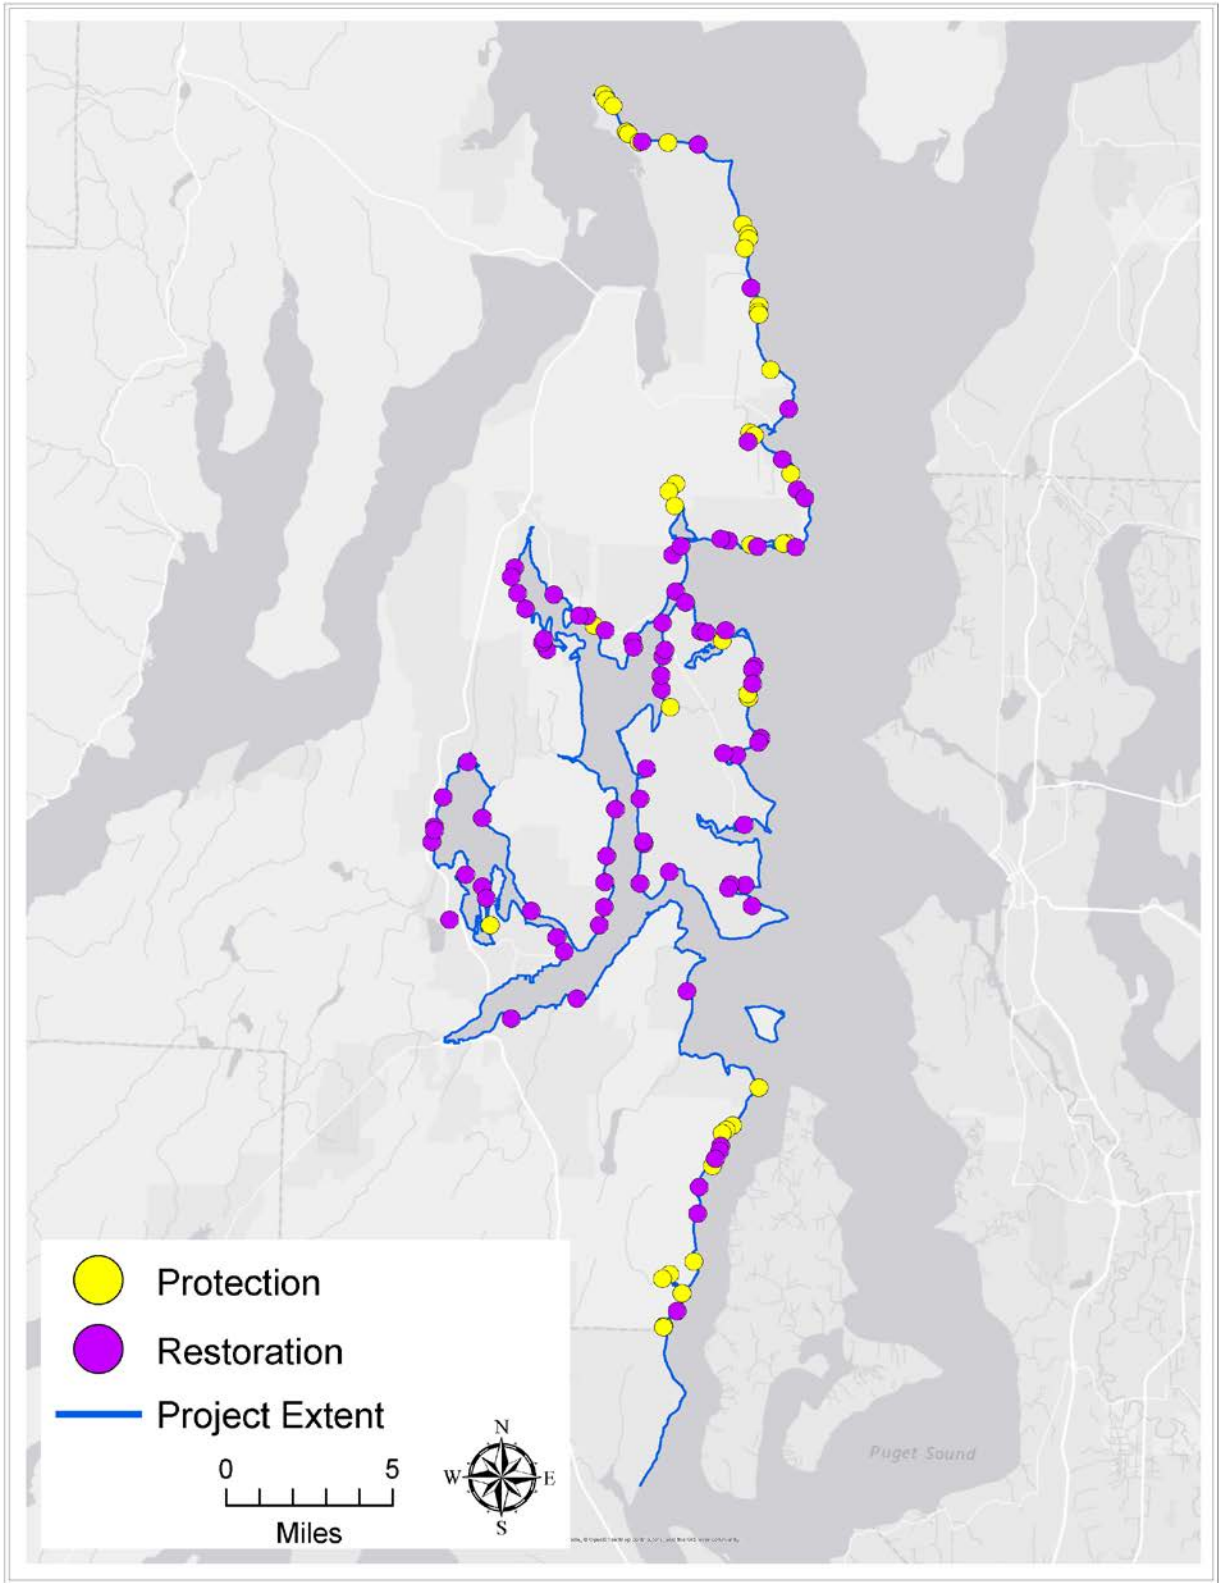 Protection
Restoration
Project Extent
0 5
Miles
N
W E
S
Puget Sound